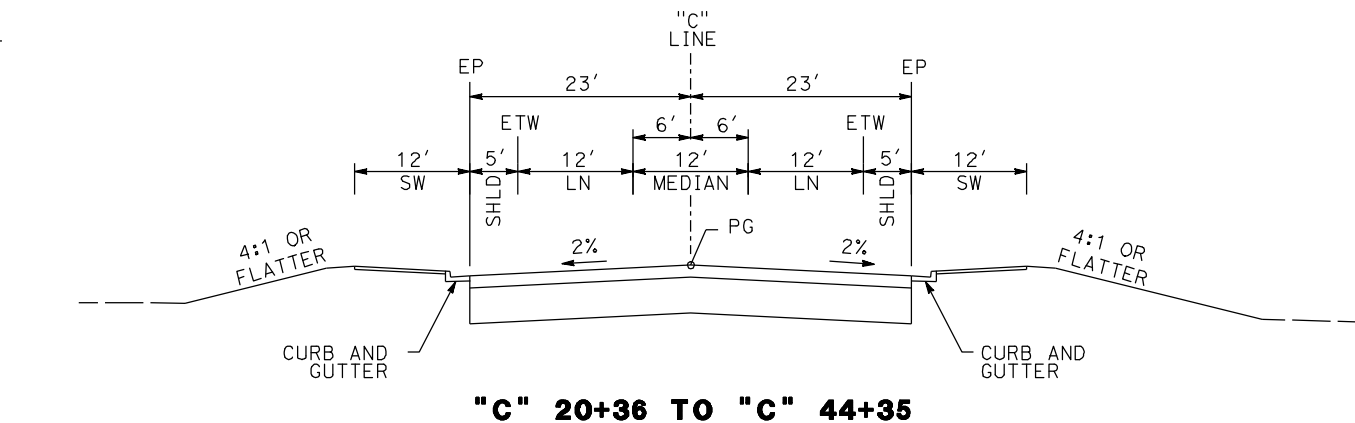 "C"
LINE
EP
EP
23'
23'
ETW
6'
6'
ETW
12'
5'
12'
12'
12'
5'
12'
SW
SHLD
LN
MEDIAN
LN
SHLD
SW
PG
4:1 OR
FLATTER
2%
2%
4:1 OR
FLATTER
CURB AND
GUTTER
CURB AND
GUTTER
"C" 20+36 TO "C" 44+35